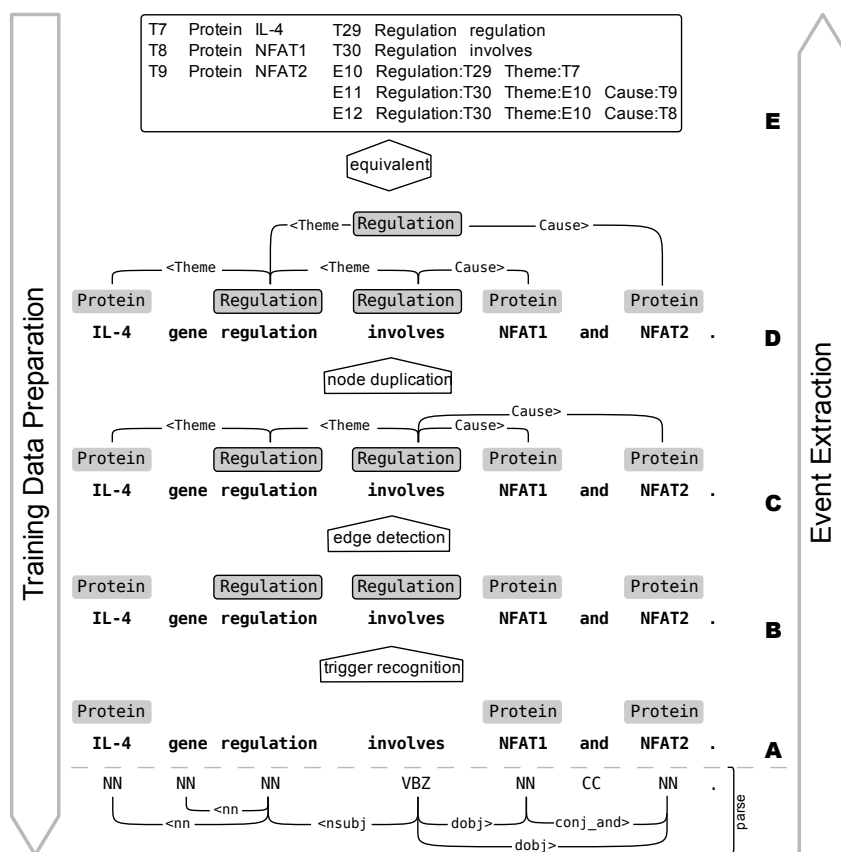 T7 Protein IL-4 T29 Regulation regulation
T8 Protein NFAT1 T30 Regulation involves
T9 Protein NFAT2 E10 Regulation:T29 Theme:T7
E11 Regulation:T30 Theme:E10 Cause:T9
E12 Regulation:T30 Theme:E10 Cause:T8
E
equivalent
<Theme Regulation Cause>
<Theme <Theme Cause>
Protein Regulation Regulation Protein Protein
IL-4 gene regulation involves NFAT1 and NFAT2 .
D
node duplication
Cause>
<Theme <Theme Cause>
Protein Regulation Regulation Protein Protein
IL-4 gene regulation involves NFAT1 and NFAT2 .
C
edge detection
Protein Regulation Regulation Protein Protein
IL-4 gene regulation involves NFAT1 and NFAT2 .
B
trigger recognition
Protein Protein Protein
IL-4 gene regulation involves NFAT1 and NFAT2 .
A
NN NN NN VBZ NN CC NN .
<nn
<nn <nsubj dobj> conj_and>
dobj>
parse
Training Data Preparation
Event Extraction